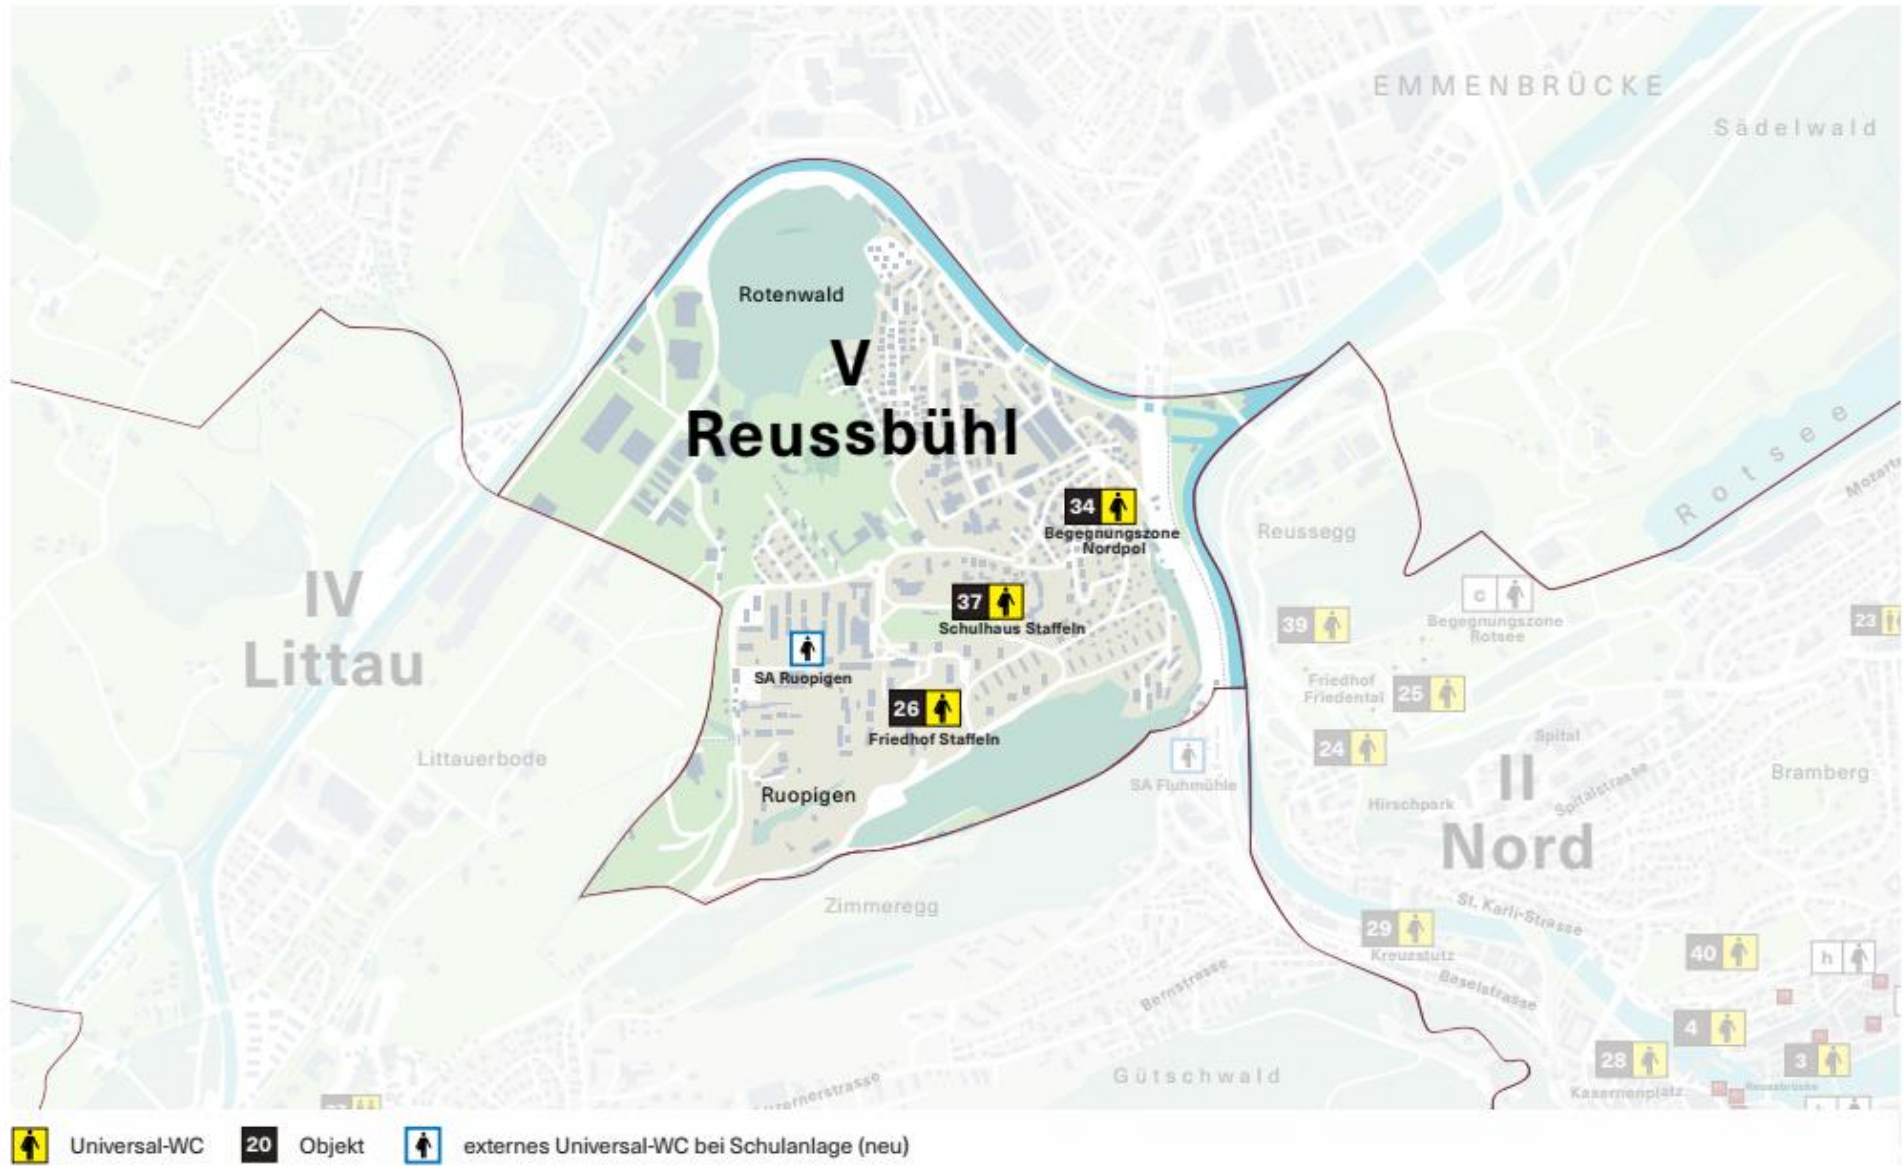 EMMENBRÜCKE
Sädelwald
Rotenwald
V
Reussbühl
Rotsee
34
Begegnungszone
Nordpol
Reussegg
IV
Littau
37
Schulhaus Staffeln
39
c
Begegnungszone
Rotsee
23
SA Ruopigen
26
Friedhof Staffeln
Friedhof
Friedental
25
24
Spital
II
Nord
Bramberg
Littauerbode
SA Fluhmühle
Hirschpark
Spitalstrasse
Ruopigen
Zimmeregg
St. Karli-Strasse
29
Kreuzstutz
40
h
Bernstrasse
Baselstrasse
4
28
Kasernenplatz
3
Reussbrücke
Gütschwald
Universal-WC
20
Objekt
externes Universal-WC bei Schulanlage (neu)